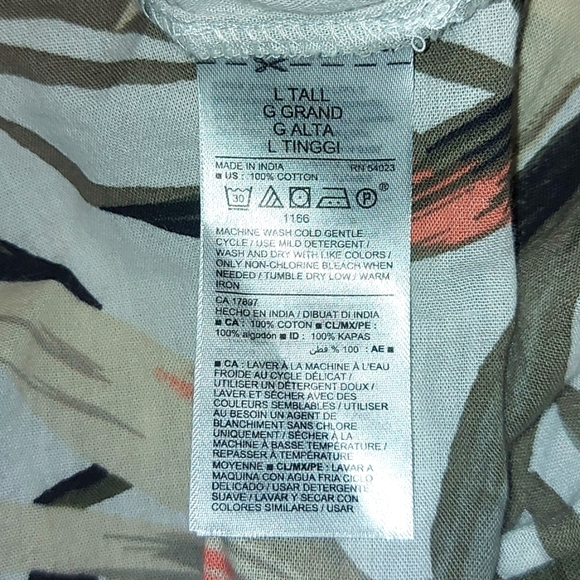 L TALL
G GRAND
G ALTA
L TINGGI
MADE IN INDIA RN 54023
■ US : 100% COTTON
30 P ®
1166
MACHINE WASH COLD GENTLE
CYCLE / USE MILD DETERGENT /
WASH AND DRY WITH LIKE COLORS /
ONLY NON-CHLORINE BLEACH WHEN
NEEDED / TUMBLE DRY LOW / WARM
IRON
CA 17897
HECHO EN INDIA / DIBUAT DI INDIA
■ CA : 100% COTON ■ CL/MX/PE :
100% algodón ■ ID : 100% KAPAS
■ AE : 100 % قطن
■ CA : LAVER À LA MACHINE À L'EAU
FROIDE AU CYCLE DÉLICAT /
UTILISER UN DÉTERGENT DOUX /
LAVER ET SÉCHER AVEC DES
COULEURS SEMBLABLES / UTILISER
AU BESOIN UN AGENT DE
BLANCHIMENT SANS CHLORE
UNIQUEMENT / SÉCHER À LA
MACHINE À BASSE TEMPÉRATURE /
REPASSER À TEMPÉRATURE
MOYENNE ■ CL/MX/PE : LAVAR A
MAQUINA CON AGUA FRIA CICLO
DELICADO / USAR DETERGENTE
SUAVE / LAVAR Y SECAR CON
COLORES SIMILARES / USAR